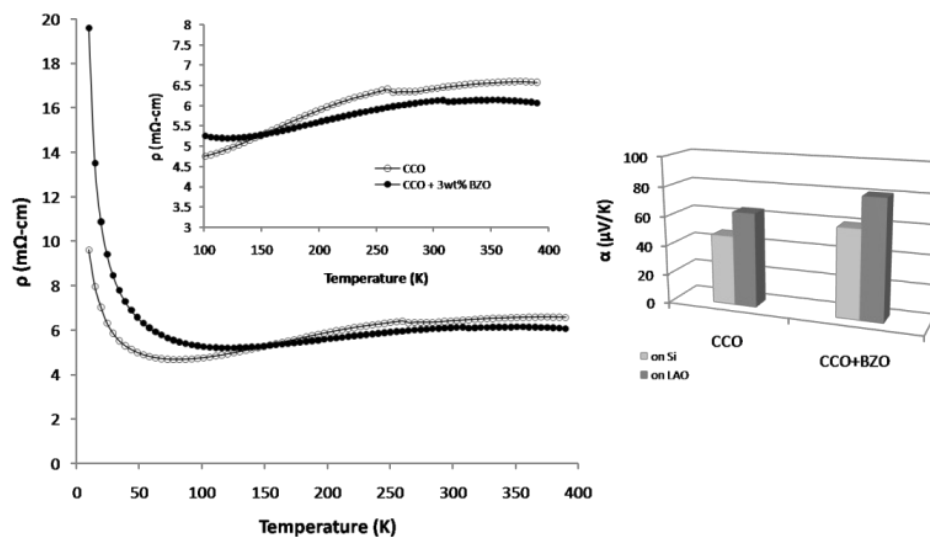 20
18
16
14
12
10
8
6
4
2
0
ρ (mΩ-cm)
0 50 100 150 200 250 300 350 400
Temperature (K)
8
7.5
7
6.5
6
5.5
5
4.5
4
3.5
3
ρ (mΩ-cm)
CCO
CCO + 3wt% BZO
100 150 200 250 300 350 400
Temperature (K)
100
80
60
40
20
0
α (µV/K)
CCO
CCO+BZO
on Si
on LAO